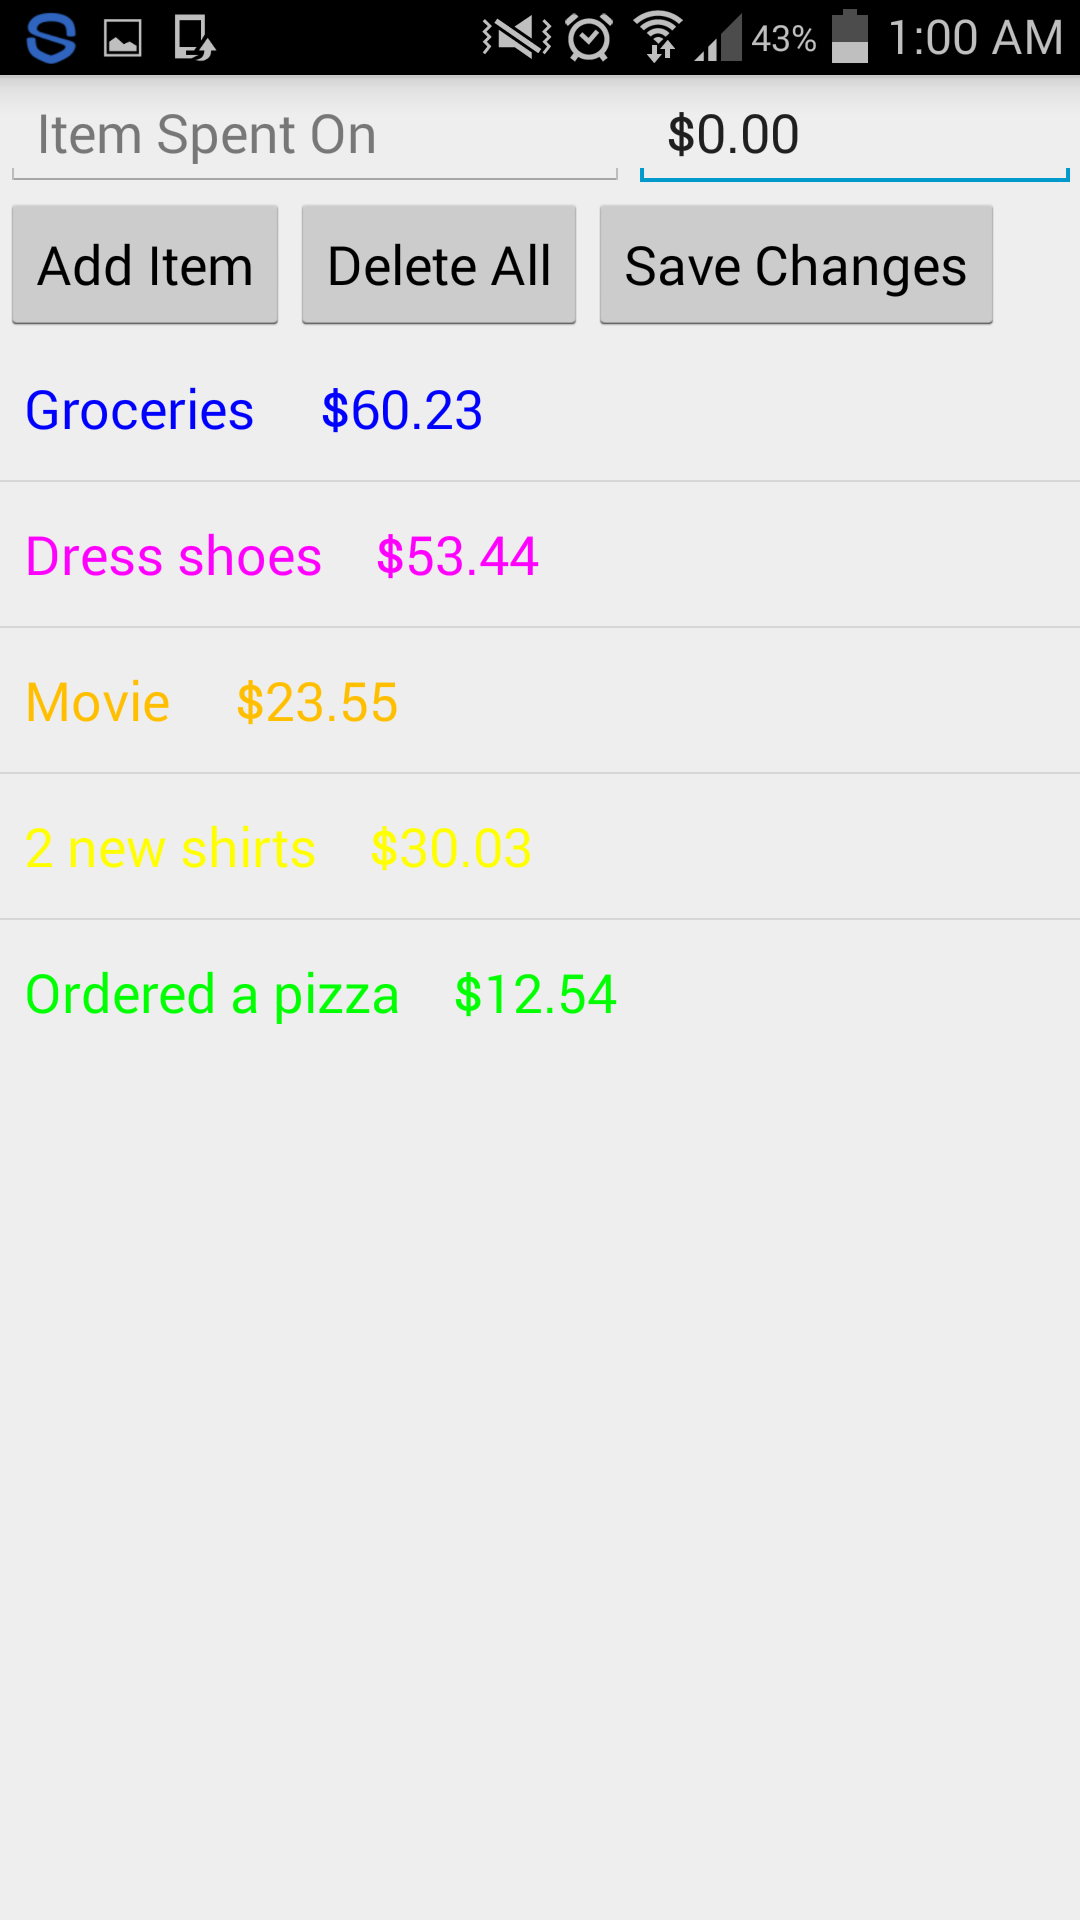 43% 1:00 AM
Item Spent On $0.00
Add Item Delete All Save Changes
Groceries $60.23
Dress shoes $53.44
Movie $23.55
2 new shirts $30.03
Ordered a pizza $12.54